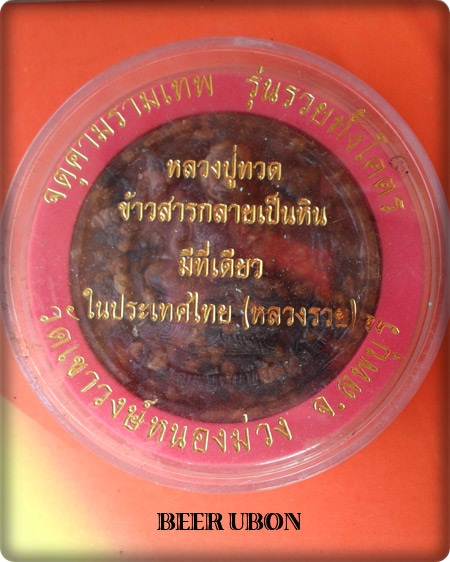 จตุคามรามเทพ รุ่นรวยทั้งโคตร
หลวงปู่ทวด
ข้าวสารกลายเป็นหิน
มีที่เดียว
ในประเทศไทย (หลวงรวย)
วัดเขาวงษ์หนองม่วง จ.ลพบุรี
BEER UBON